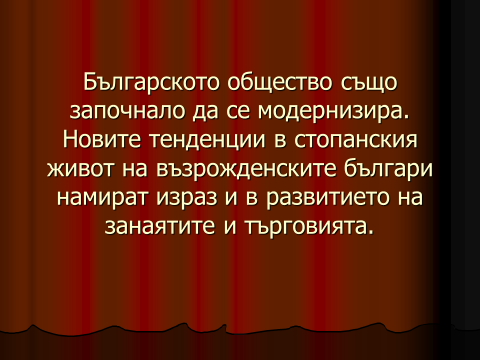 Българското общество също
започнало да се модернизира.
Новите тенденции в стопанския
живот на възрожденските българи
намират израз и в развитието на
занаятите и търговията.